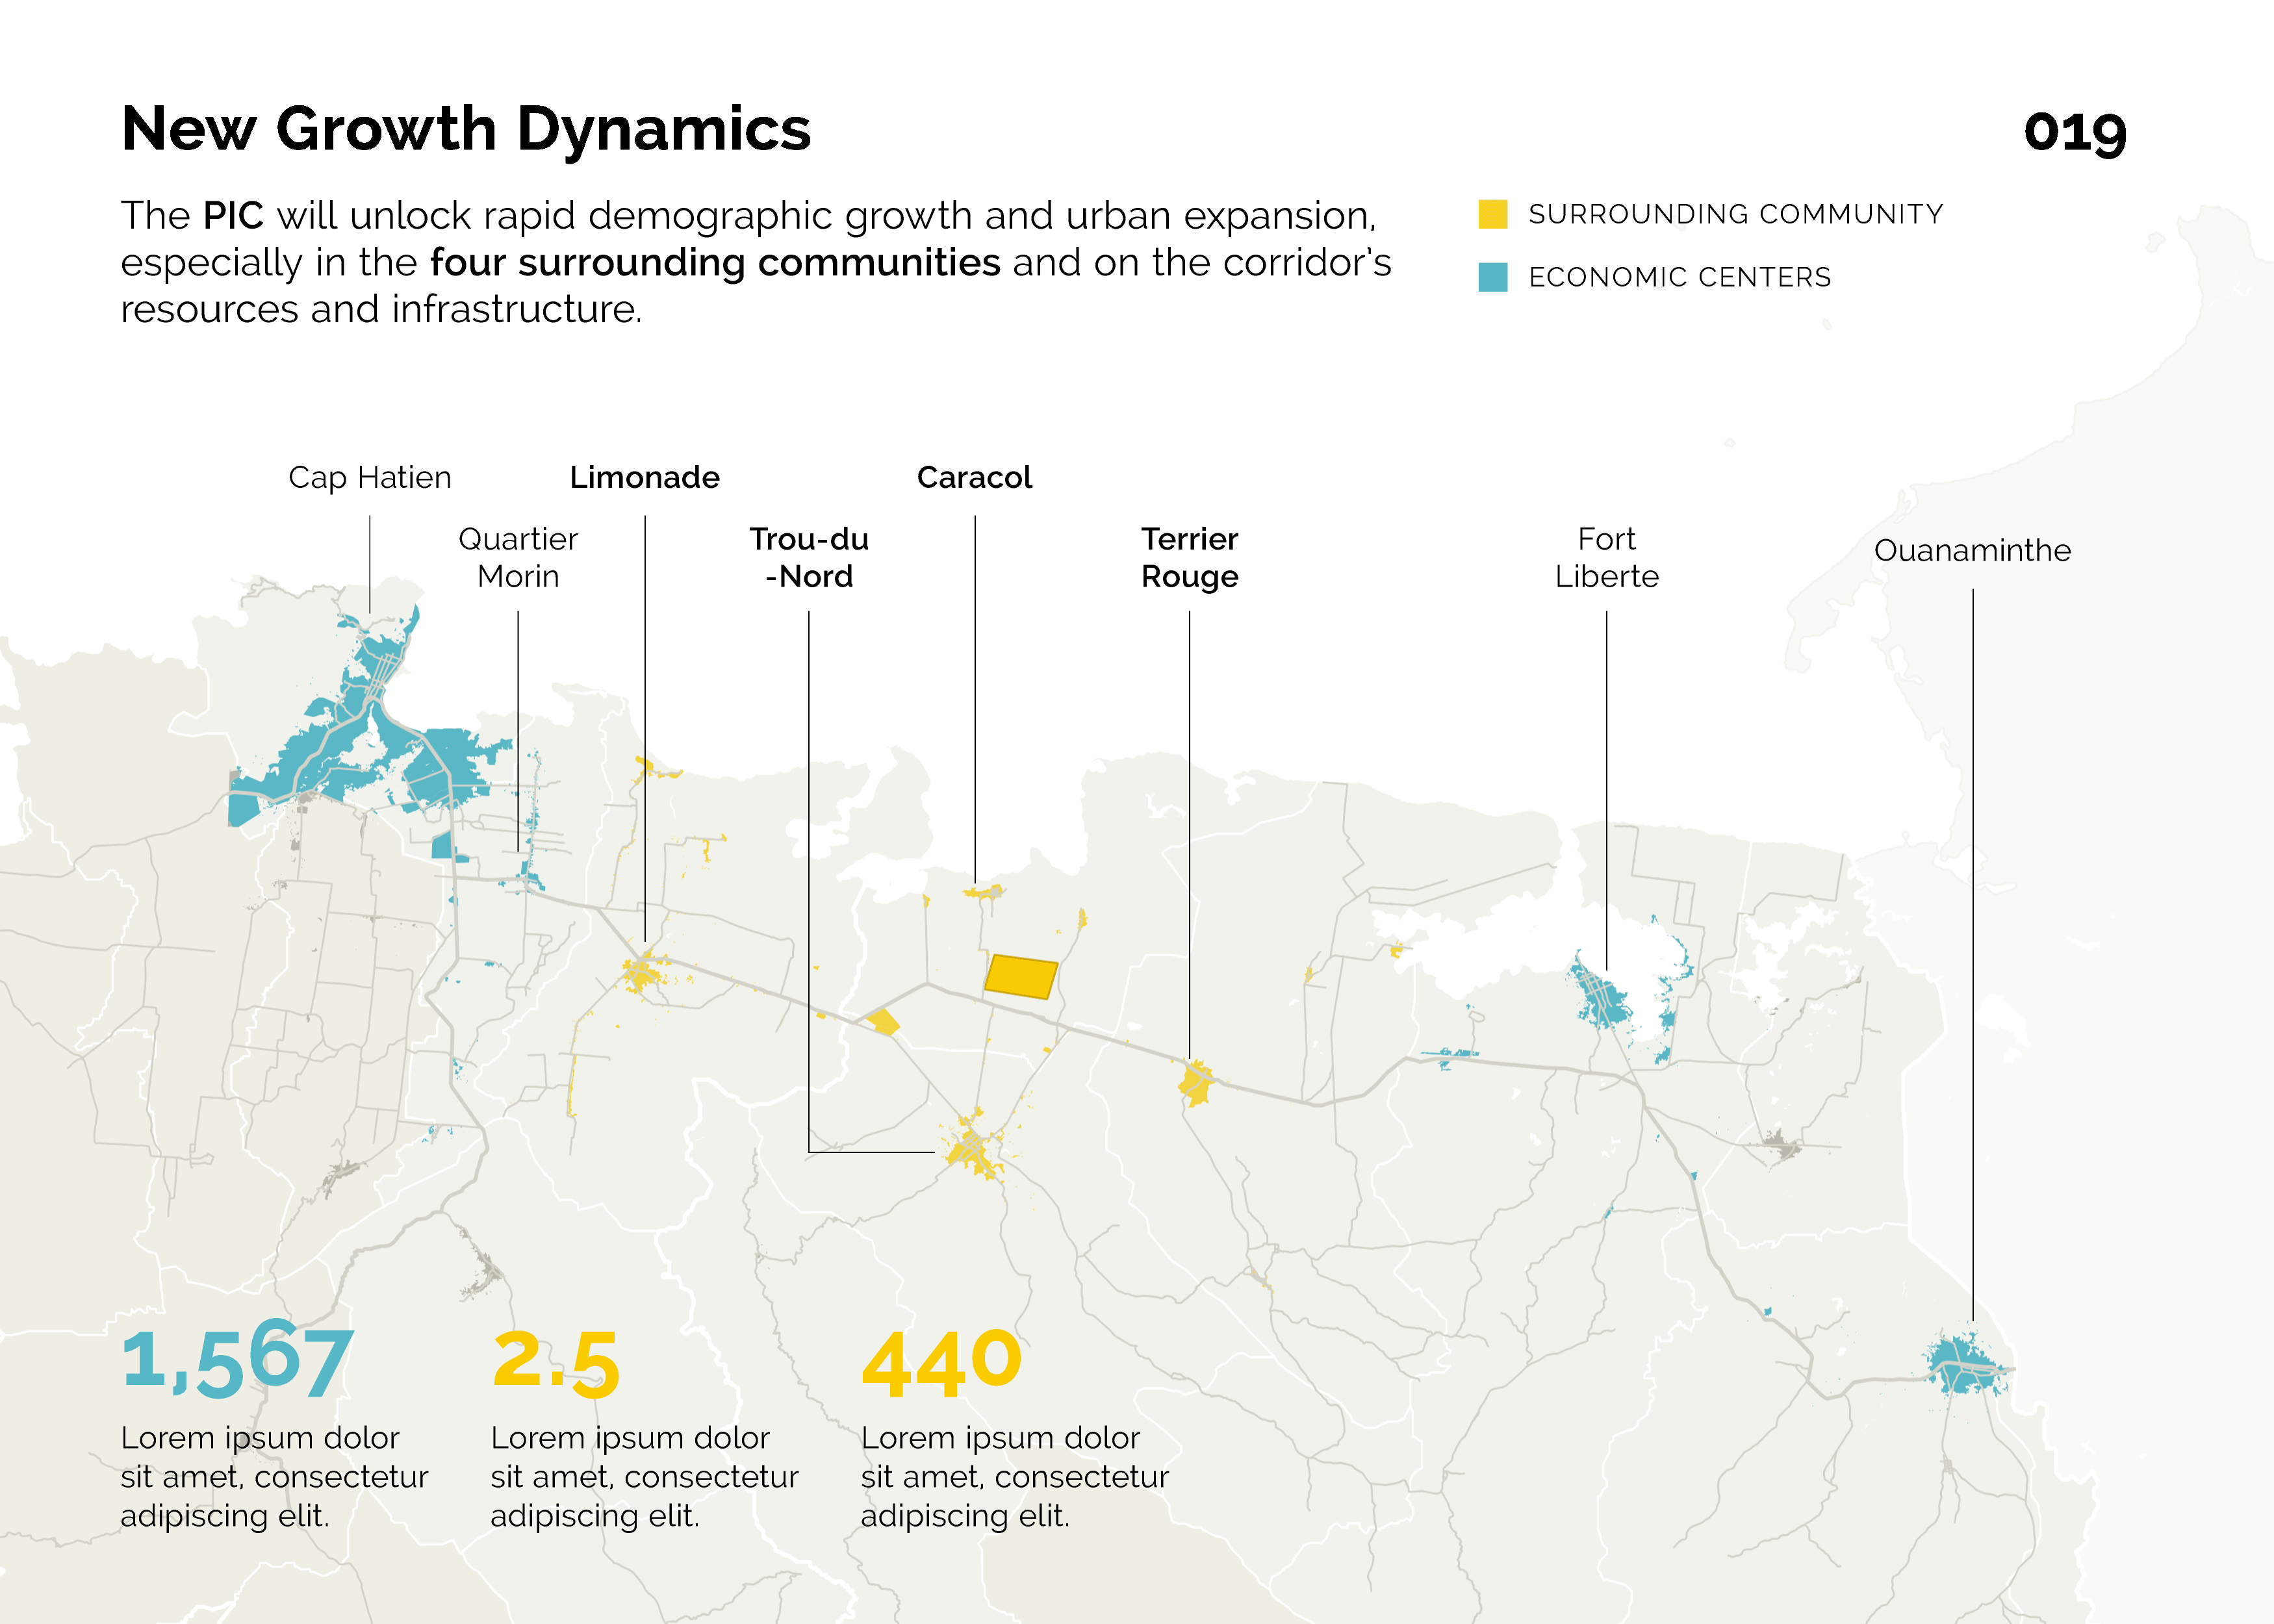 New Growth Dynamics
019
The PIC will unlock rapid demographic growth and urban expansion,
especially in the four surrounding communities and on the corridor's
resources and infrastructure.
SURROUNDING COMMUNITY
ECONOMIC CENTERS
Cap Hatien
Limonade
Caracol
Quartier
Morin
Trou-du
-Nord
Terrier
Rouge
Fort
Liberte
Ouanaminthe
1,567
Lorem ipsum dolor
sit amet, consectetur
adipiscing elit.
2.5
Lorem ipsum dolor
sit amet, consectetur
adipiscing elit.
440
Lorem ipsum dolor
sit amet, consectetur
adipiscing elit.